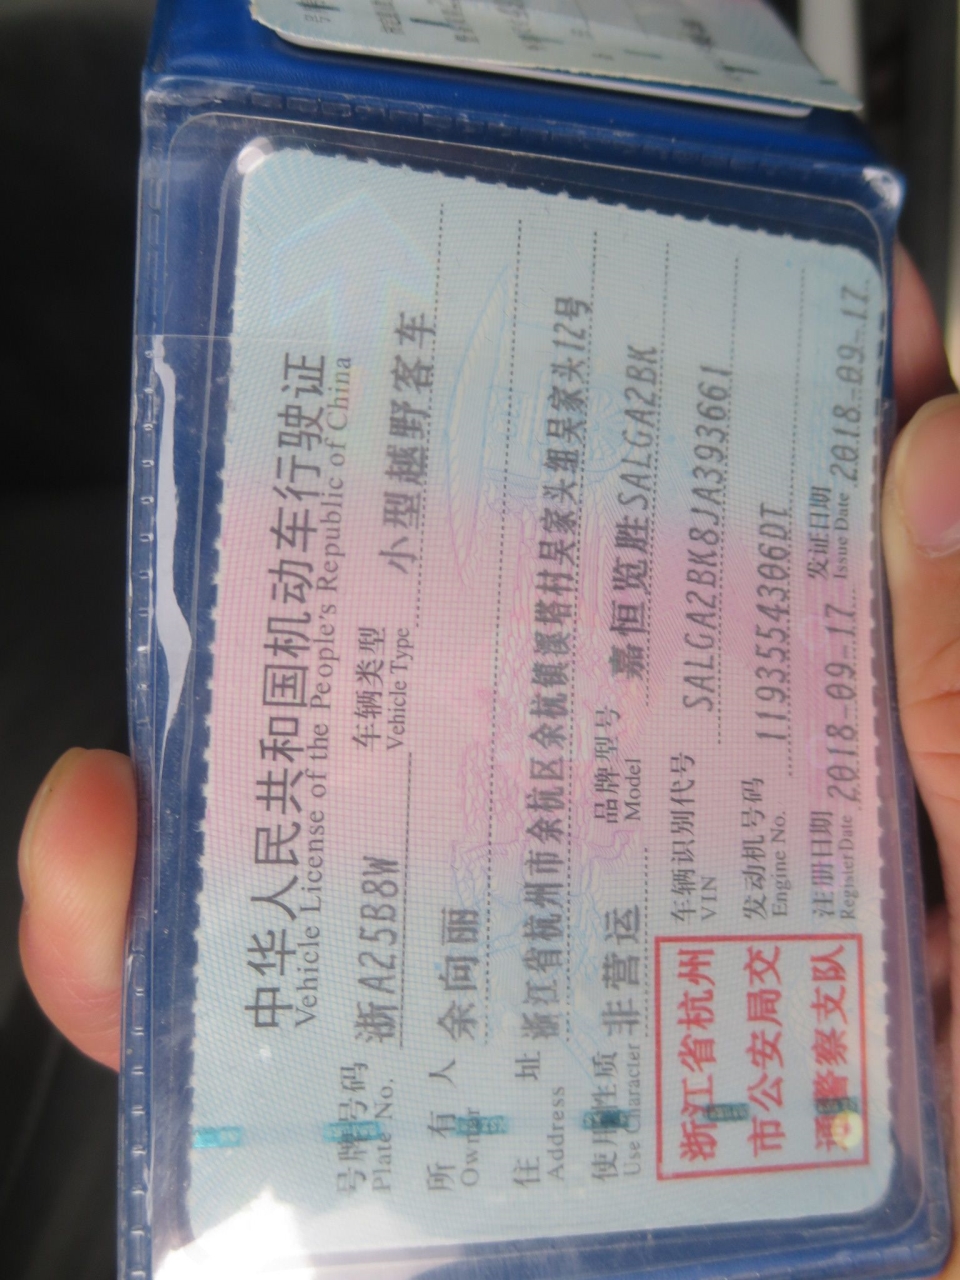 中华人民共和国机动车行驶证
Vehicle License of the People's Republic of China
号牌号码 浙A25B8W 车辆类型 小型越野客车
Plate No. Vehicle Type
所有人 余向丽
Owner
住址 浙江省杭州市余杭区余杭镇溪塔村吴家头组吴家头12号
Address
使用性质 非营运 品牌型号 嘉恒览胜SALGA2BK
Use Character Model
浙江省杭州
市公安局交
通警察支队
车辆识别代号 SALGA2BK8JA393661
VIN
发动机号码 1193554306DT
Engine No.
注册日期 2018-09-17 发证日期 2018-09-17
Register Date Issue Date